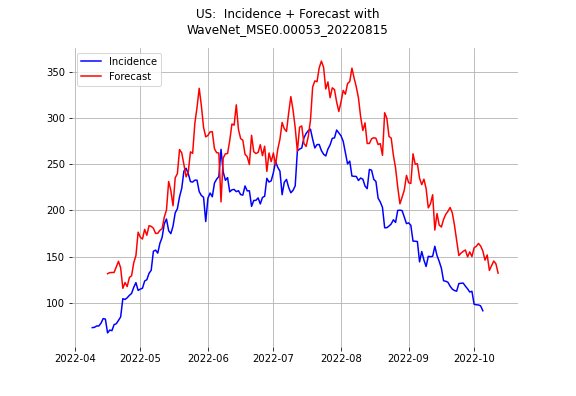 US:  Incidence + Forecast with
WaveNet_MSE0.00053_20220815
Incidence
Forecast
350
300
250
200
150
100
2022-04 2022-05 2022-06 2022-07 2022-08 2022-09 2022-10